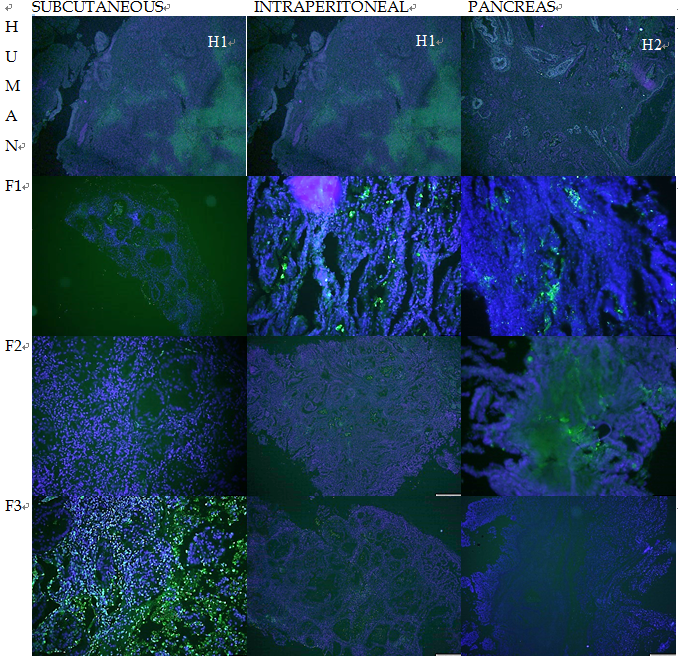 SUBCUTANEOUS INTRAPERITONEAL PANCREAS
H
U
M
A
N
H1 H1 H2
F1
F2
F3